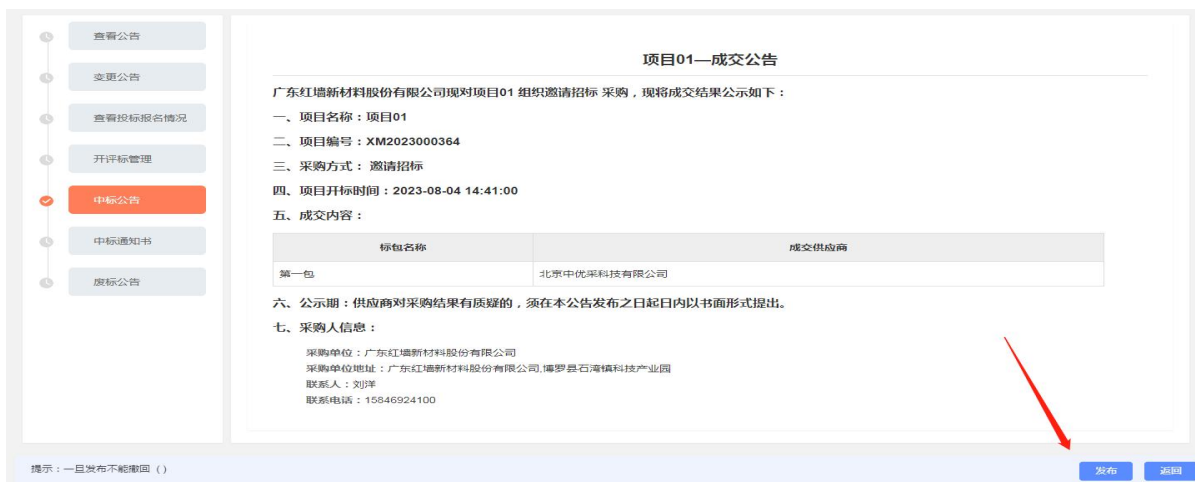 查看公告
变更公告
查看投标报名情况
开评标管理
中标公告
中标通知书
废标公告
项目01—成交公告
广东红墙新材料股份有限公司现对项目01 组织邀请招标 采购，现将成交结果公示如下：
一、项目名称：项目01
二、项目编号：XM2023000364
三、采购方式： 邀请招标
四、项目开标时间：2023-08-04 14:41:00
五、成交内容：
标包名称 成交供应商
第一包 北京中优采科技有限公司
六、公示期：供应商对采购结果有质疑的，须在本公告发布之日起日内以书面形式提出。
七、采购人信息：
采购单位：广东红墙新材料股份有限公司
采购单位地址：广东红墙新材料股份有限公司,博罗县石湾镇科技产业园
联系人：刘洋
联系电话：15846924100
提示：一旦发布不能撤回（）
发布 返回